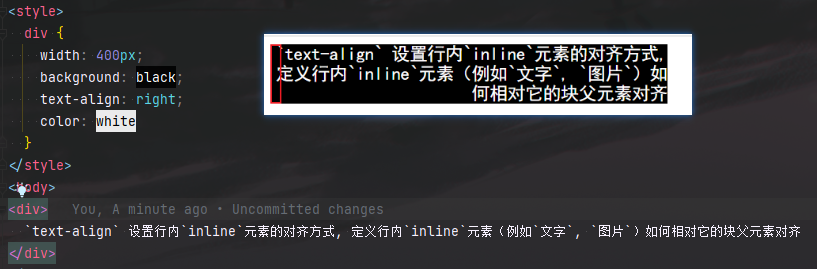 <style>
div {
width: 400px;
background: black;
text-align: right;
color: white
}
</style>
`text-align` 设置行内`inline`元素的对齐方式,
定义行内`inline`元素（例如`文字`, `图片`）如
何相对它的块父元素对齐
<body>
<div> You, A minute ago • Uncommitted changes
`text-align` 设置行内`inline`元素的对齐方式, 定义行内`inline`元素（例如`文字`, `图片`）如何相对它的块父元素对齐
</div>